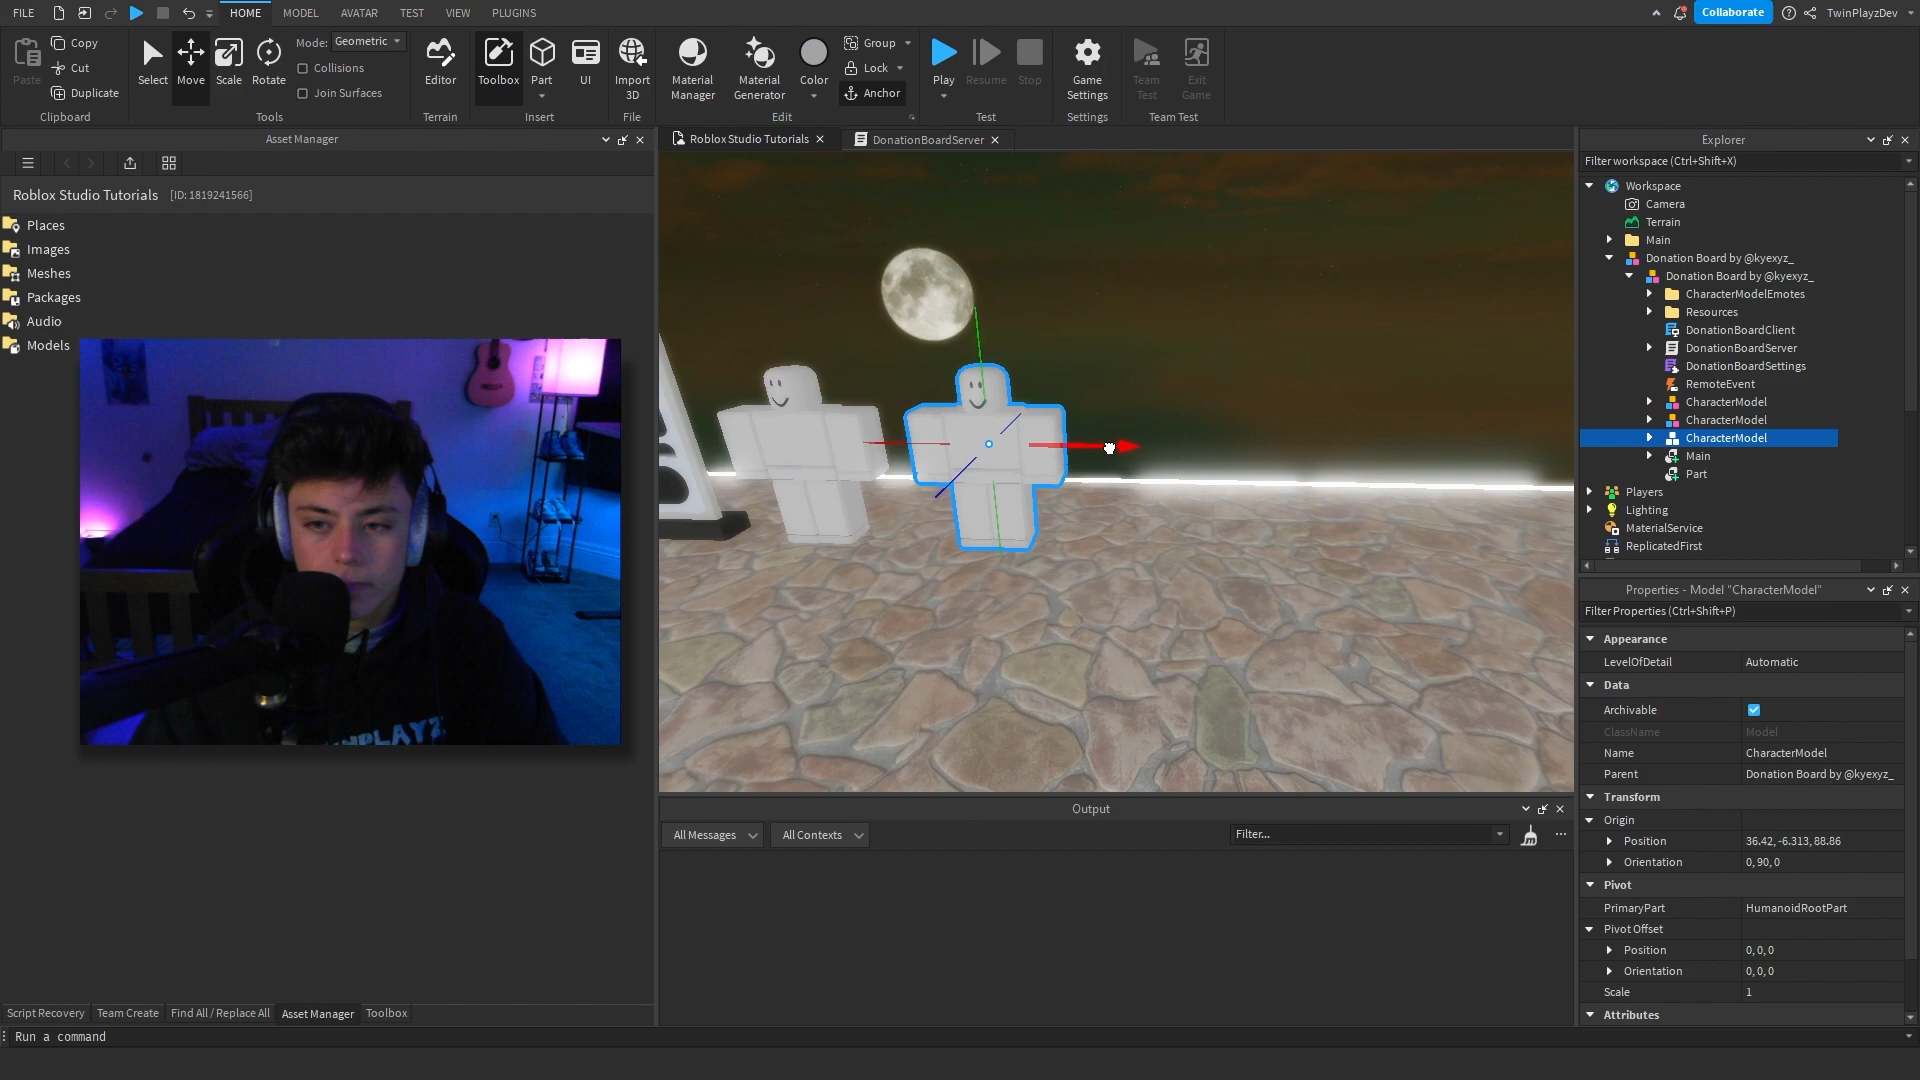 FILE
HOME
MODEL
AVATAR
TEST
VIEW
PLUGINS
Collaborate
TwinPlayzDev
Paste
Copy
Cut
Duplicate
Clipboard
Select
Move
Scale
Rotate
Mode:
Geometric
Collisions
Join Surfaces
Tools
Editor
Terrain
Toolbox
Part
UI
Insert
Import
3D
File
Material
Manager
Material
Generator
Color
Group
Lock
Anchor
Edit
Play
Resume
Stop
Test
Game
Settings
Settings
Team
Test
Exit
Game
Team Test
Asset Manager
Roblox Studio Tutorials
[ID: 1819241566]
Places
Images
Meshes
Packages
Audio
Models
Roblox Studio Tutorials
DonationBoardServer
Output
All Messages
All Contexts
Filter...
Explorer
Filter workspace (Ctrl+Shift+X)
Workspace
Camera
Terrain
Main
Donation Board by @kyexyz_
Donation Board by @kyexyz_
CharacterModelEmotes
Resources
DonationBoardClient
DonationBoardServer
DonationBoardSettings
RemoteEvent
CharacterModel
CharacterModel
CharacterModel
Main
Part
Players
Lighting
MaterialService
ReplicatedFirst
Properties - Model "CharacterModel"
Filter Properties (Ctrl+Shift+P)
Appearance
LevelOfDetail
Automatic
Data
Archivable
ClassName
Model
Name
CharacterModel
Parent
Donation Board by @kyexyz_
Transform
Origin
Position
36.42, -6.313, 88.86
Orientation
0, 90, 0
Pivot
PrimaryPart
HumanoidRootPart
Pivot Offset
Position
0, 0, 0
Orientation
0, 0, 0
Scale
1
Attributes
Script Recovery
Team Create
Find All / Replace All
Asset Manager
Toolbox
Run a command